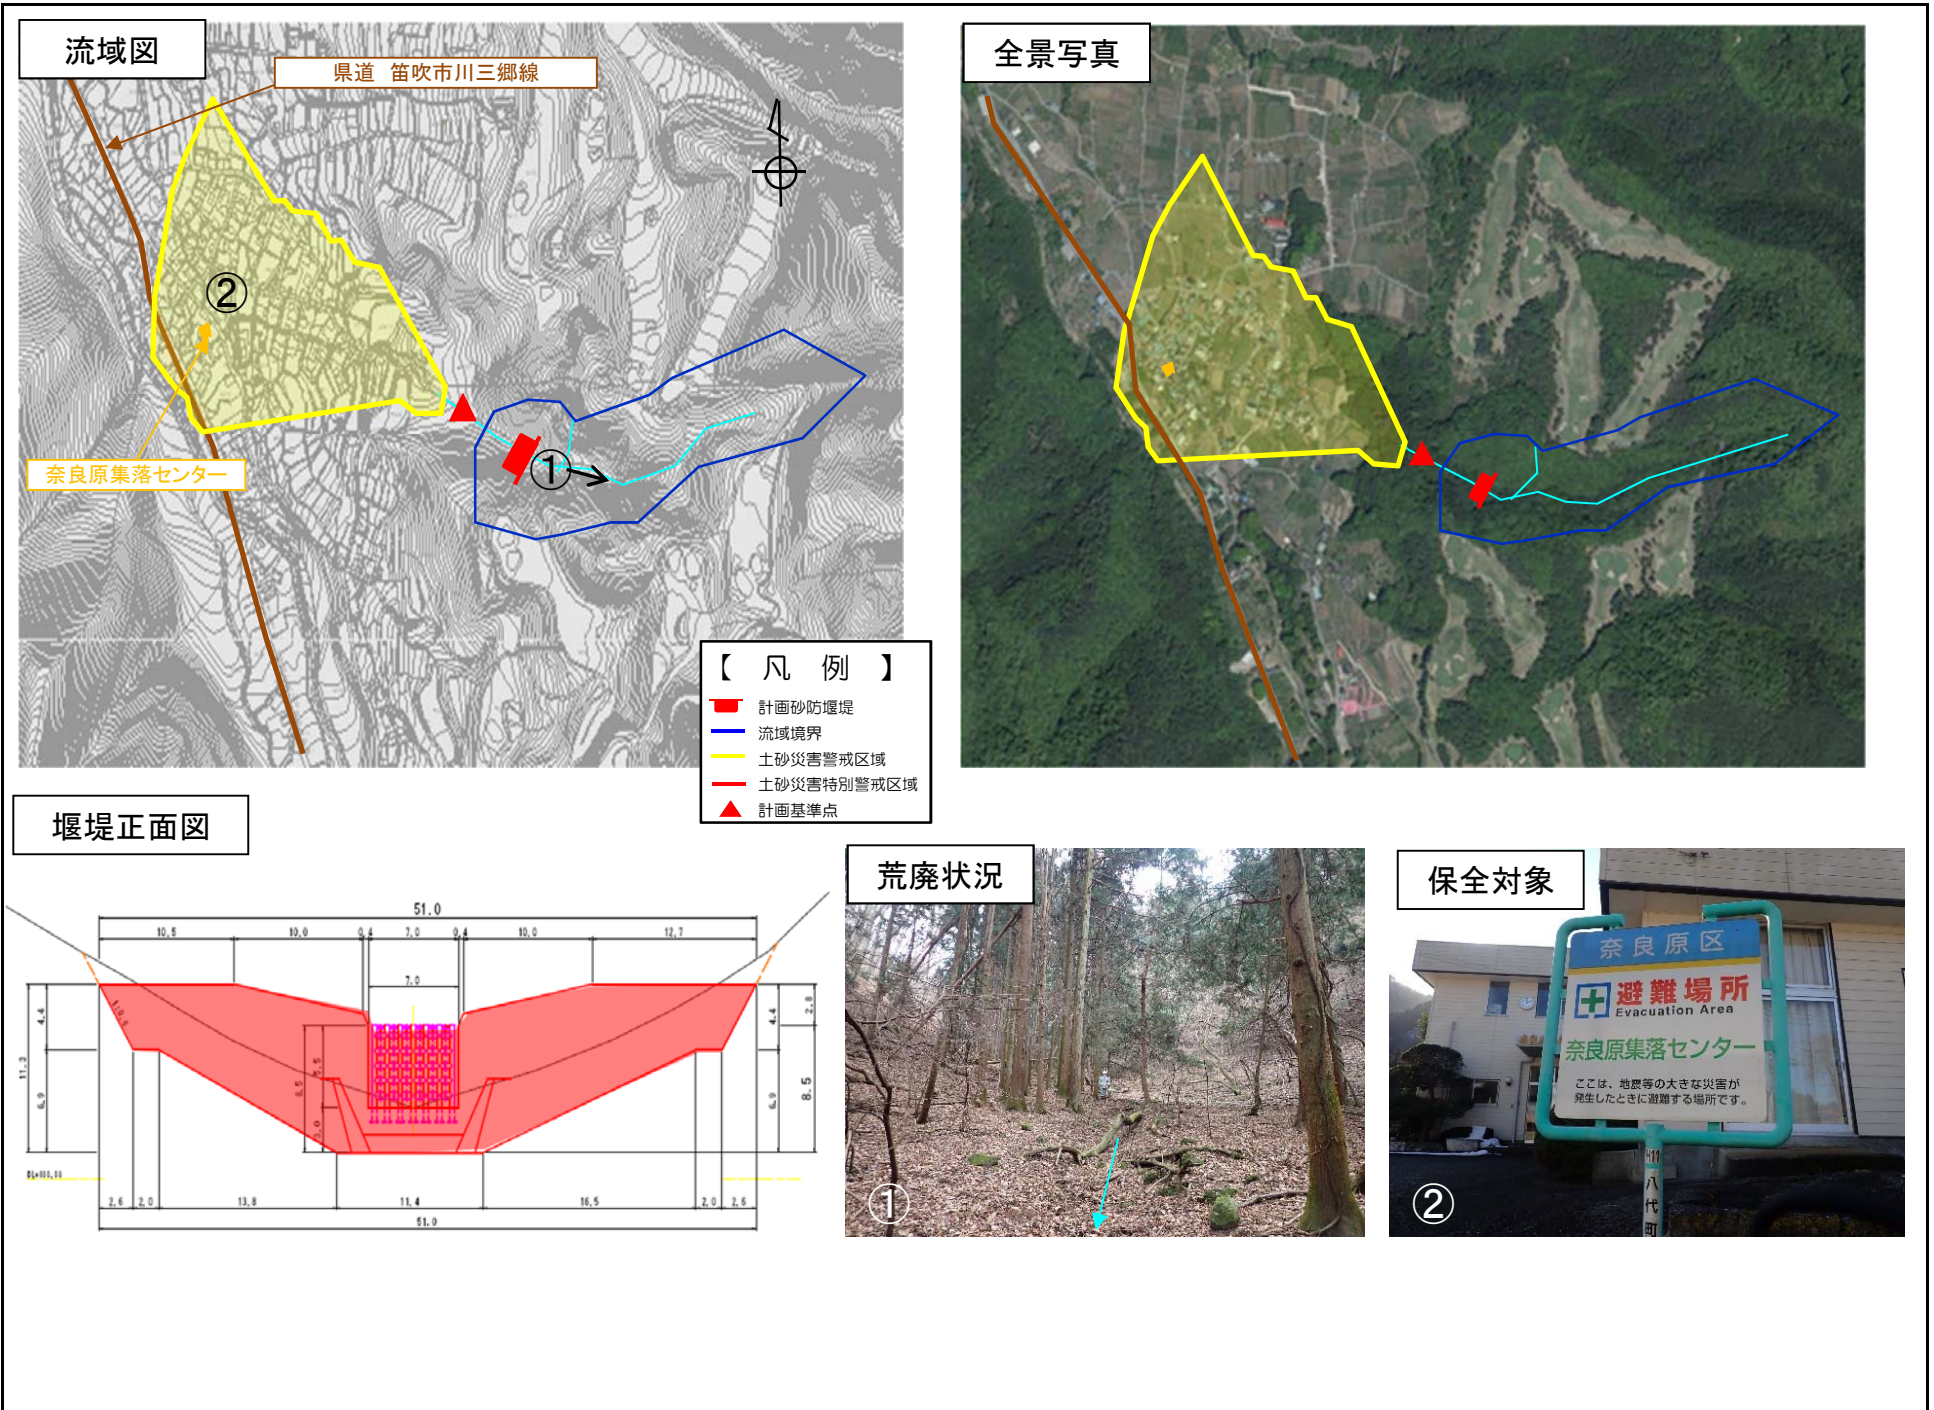 流域図
県道 笛吹市川三郷線
②
奈良原集落センター
①
全景写真
【 凡 例 】
計画砂防堰堤
流域境界
土砂災害警戒区域
土砂災害特別警戒区域
計画基準点
堰堤正面図
51.0
10.5 10.0 0.4 7.0 0.4 10.0 12.7
7.0
4.4
11.3
6.9
5.5
6.5
3.0
4.4
6.9
2.8
8.5
2.6 2.0 13.8 11.4 16.5 2.0 2.6
51.0
荒廃状況
①
保全対象
奈良原区
避難場所
Evacuation Area
奈良原集落センター
ここは、地震等の大きな災害が
発生したときに避難する場所です。
H11
八代町
②